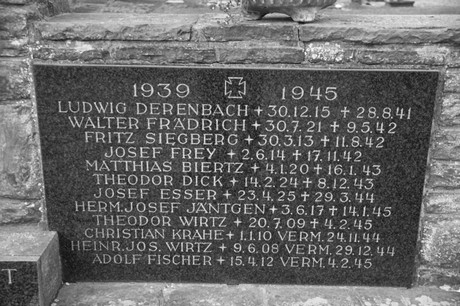 1939 1945
LUDWIG DERENBACH + 30.12.15 + 28.8.41
WALTER FRÄDRICH + 30.7.21 + 9.5.42
FRITZ SIEGBERG + 30.3.13 + 11.8.42
JOSEF FREY + 2.6.14 + 17.11.42
MATTHIAS BIERTZ + 4.1.20 + 16.1.43
THEODOR DICK + 14.2.24 + 8.12.43
JOSEF ESSER + 23.4.25 + 29.3.44
HERM.JOSEF JÄNTGEN + 3.6.17 + 14.1.45
THEODOR WIRTZ + 20.7.09 + 4.2.45
CHRISTIAN KRAHE + 1.1.10 VERM. 24.11.44
HEINR.JOS. WIRTZ + 9.6.08 VERM. 29.12.44
ADOLF FISCHER + 15.4.12 VERM. 4.2.45
T